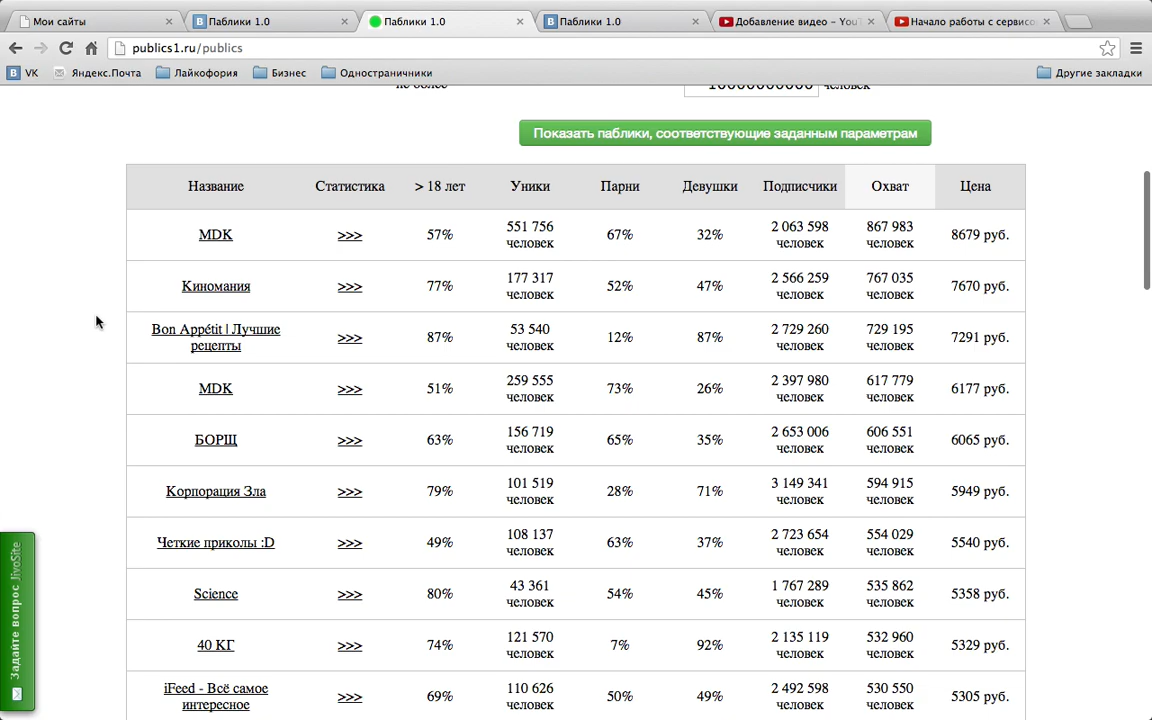 Мои сайты
Паблики 1.0
Паблики 1.0
Паблики 1.0
Добавление видео – YouT
Начало работы с сервисо
publics1.ru/publics
VK
Яндекс.Почта
Лайкофория
Бизнес
Одностраничники
Другие закладки
не более
человек
Показать паблики, соответствующие заданным параметрам
Название Статистика > 18 лет Уники Парни Девушки Подписчики Охват Цена
MDK >>> 57% 551 756 человек 67% 32% 2 063 598 человек 867 983 человек 8679 руб.
Киномания >>> 77% 177 317 человек 52% 47% 2 566 259 человек 767 035 человек 7670 руб.
Bon Appétit | Лучшие рецепты >>> 87% 53 540 человек 12% 87% 2 729 260 человек 729 195 человек 7291 руб.
MDK >>> 51% 259 555 человек 73% 26% 2 397 980 человек 617 779 человек 6177 руб.
БОРЩ >>> 63% 156 719 человек 65% 35% 2 653 006 человек 606 551 человек 6065 руб.
Корпорация Зла >>> 79% 101 519 человек 28% 71% 3 149 341 человек 594 915 человек 5949 руб.
Четкие приколы :D >>> 49% 108 137 человек 63% 37% 2 723 654 человек 554 029 человек 5540 руб.
Science >>> 80% 43 361 человек 54% 45% 1 767 289 человек 535 862 человек 5358 руб.
40 КГ >>> 74% 121 570 человек 7% 92% 2 135 119 человек 532 960 человек 5329 руб.
iFeed - Всё самое интересное >>> 69% 110 626 человек 50% 49% 2 492 598 человек 530 550 человек 5305 руб.
Задайте вопрос JivoSite